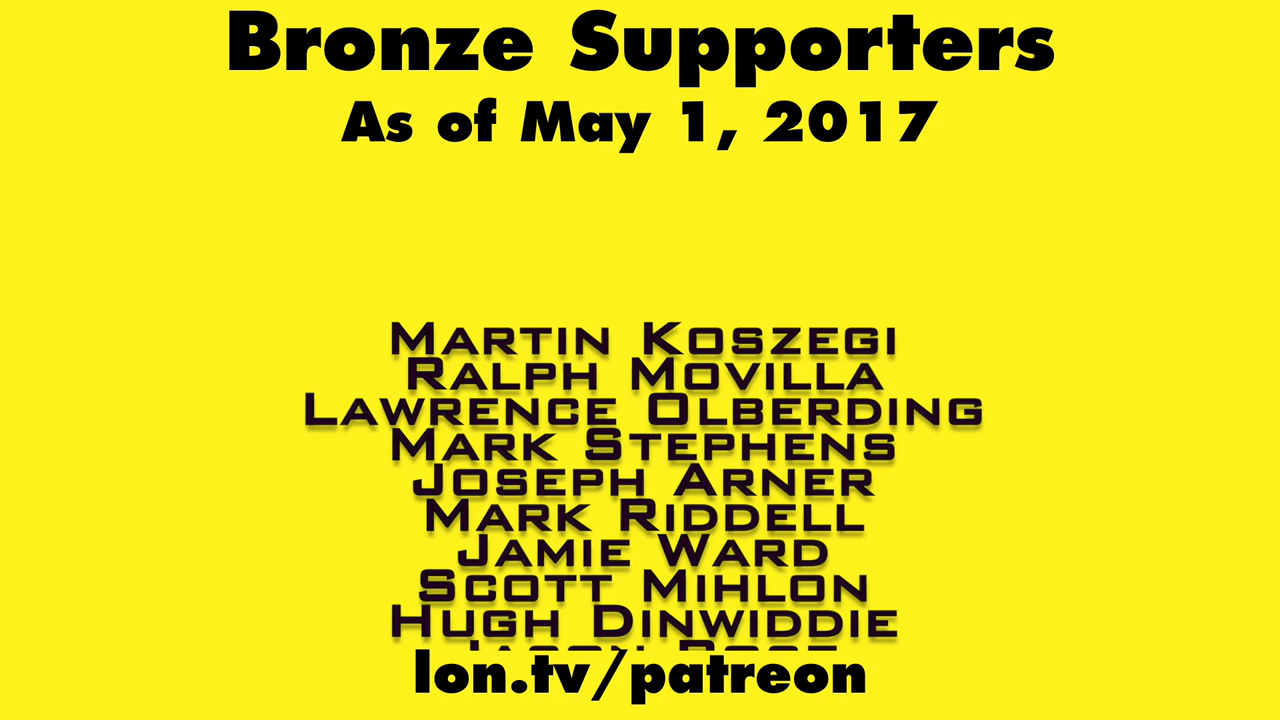 Bronze Supporters
As of May 1, 2017
Martin Koszegi
Ralph Movilla
Lawrence Olberding
Mark Stephens
Joseph Arner
Mark Riddell
Jamie Ward
Scott Mihlon
Hugh Dinwiddie
lon.tv/patreon